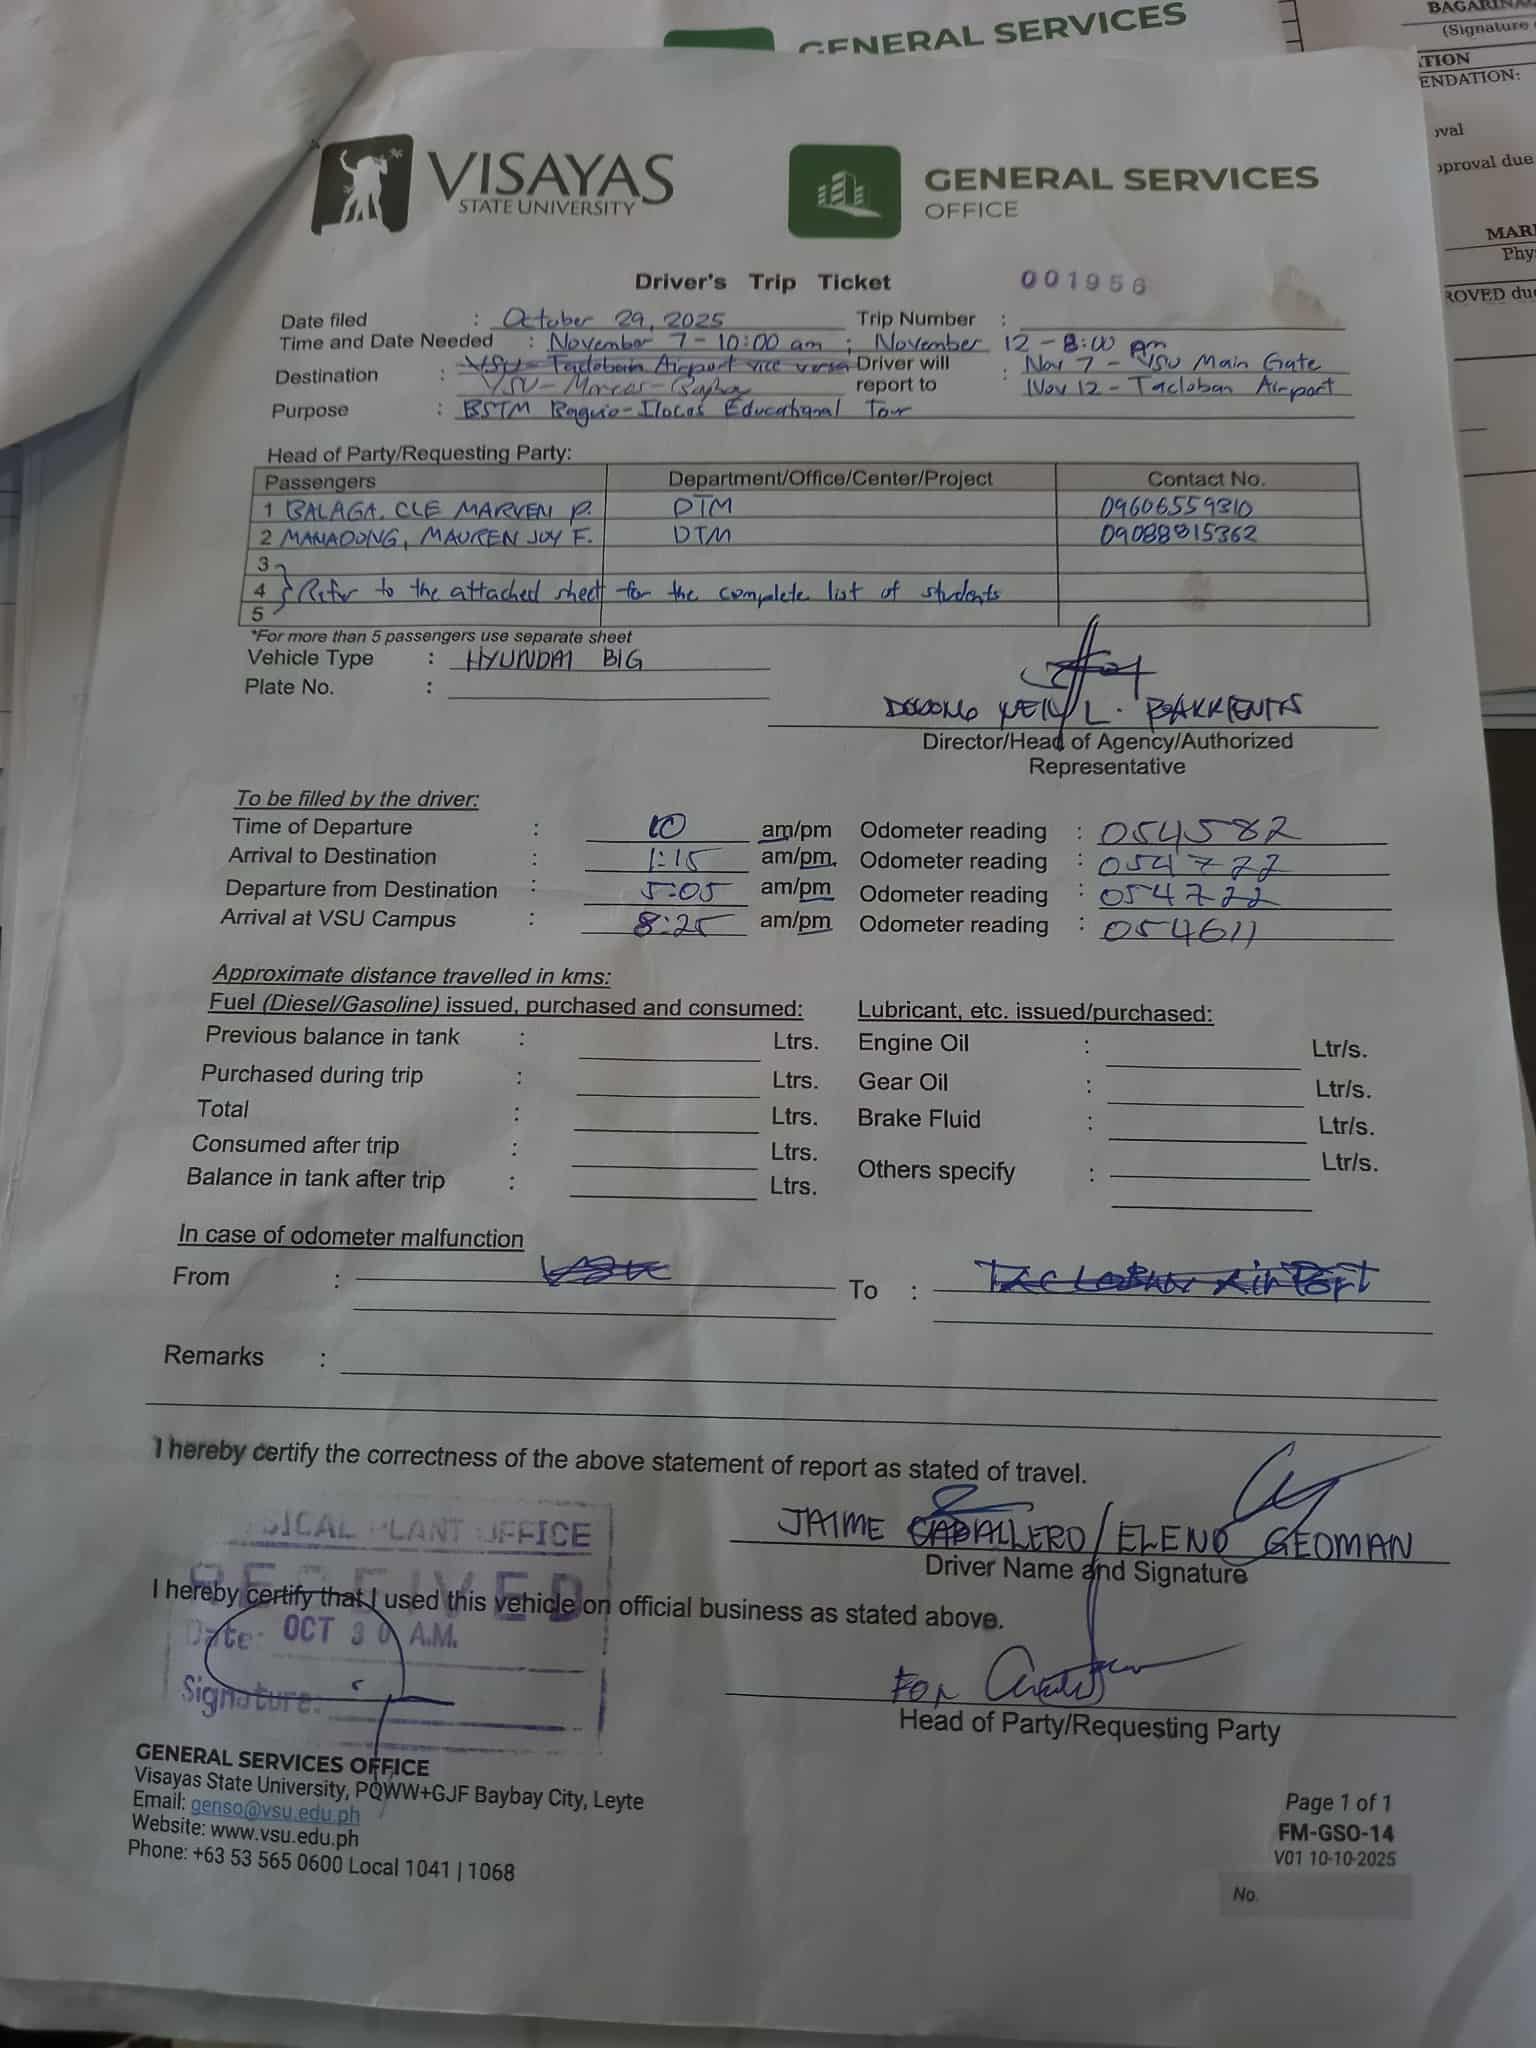 GENERAL SERVICES
BAGARINA
(Signature
ENDATION:
oval
pproval due
MARI
Phys
ROVED du
VISAYAS
STATE UNIVERSITY
GENERAL SERVICES
OFFICE
Driver's Trip Ticket
001956
Date filed : October 29, 2025 Trip Number :
Time and Date Needed : November 7 - 10:00 am ; November 12 - 8:00 pm
Destination : VSU - Tacloban Airport vice versa Driver will report to : Nov 7 - VSU Main Gate
VSU - Baybay Nov 12 - Tacloban Airport
Purpose : BSTM Baguio-Ilocos Educational Tour
Head of Party/Requesting Party:
Passengers Department/Office/Center/Project Contact No.
1 BALAGA, CLE MARVEN P. DTM 09606559310
2 MANADONG, MAUREN JOY F. DTM 09088815362
3
4 Refer to the attached sheet for the complete list of students
5
*For more than 5 passengers use separate sheet
Vehicle Type : HYUNDAI BIG
Plate No. :
L.
Director/Head of Agency/Authorized
Representative
To be filled by the driver:
Time of Departure : 10 am/pm Odometer reading : 054582
Arrival to Destination : 1:15 am/pm Odometer reading : 054722
Departure from Destination : 5:05 am/pm Odometer reading : 054722
Arrival at VSU Campus : 8:25 am/pm Odometer reading : 054611
Approximate distance travelled in kms:
Fuel (Diesel/Gasoline) issued, purchased and consumed: Lubricant, etc. issued/purchased:
Previous balance in tank : Ltrs. Engine Oil : Ltr/s.
Purchased during trip : Ltrs. Gear Oil : Ltr/s.
Total : Ltrs. Brake Fluid : Ltr/s.
Consumed after trip : Ltrs. Others specify : Ltr/s.
Balance in tank after trip : Ltrs.
In case of odometer malfunction
From : To : Tacloban Airport
Remarks :
I hereby certify the correctness of the above statement of report as stated of travel.
JAIME CABALLERO/ELENO GEOMAN
Driver Name and Signature
PLANT OFFICE
RECEIVED
Date: OCT 30 A.M.
Signature:
I hereby certify that I used this vehicle on official business as stated above.
For
Head of Party/Requesting Party
GENERAL SERVICES OFFICE
Visayas State University, PQWW+GJF Baybay City, Leyte
Email: genso@vsu.edu.ph
Website: www.vsu.edu.ph
Phone: +63 53 565 0600 Local 1041 | 1068
Page 1 of 1
FM-GSO-14
V01 10-10-2025
No.